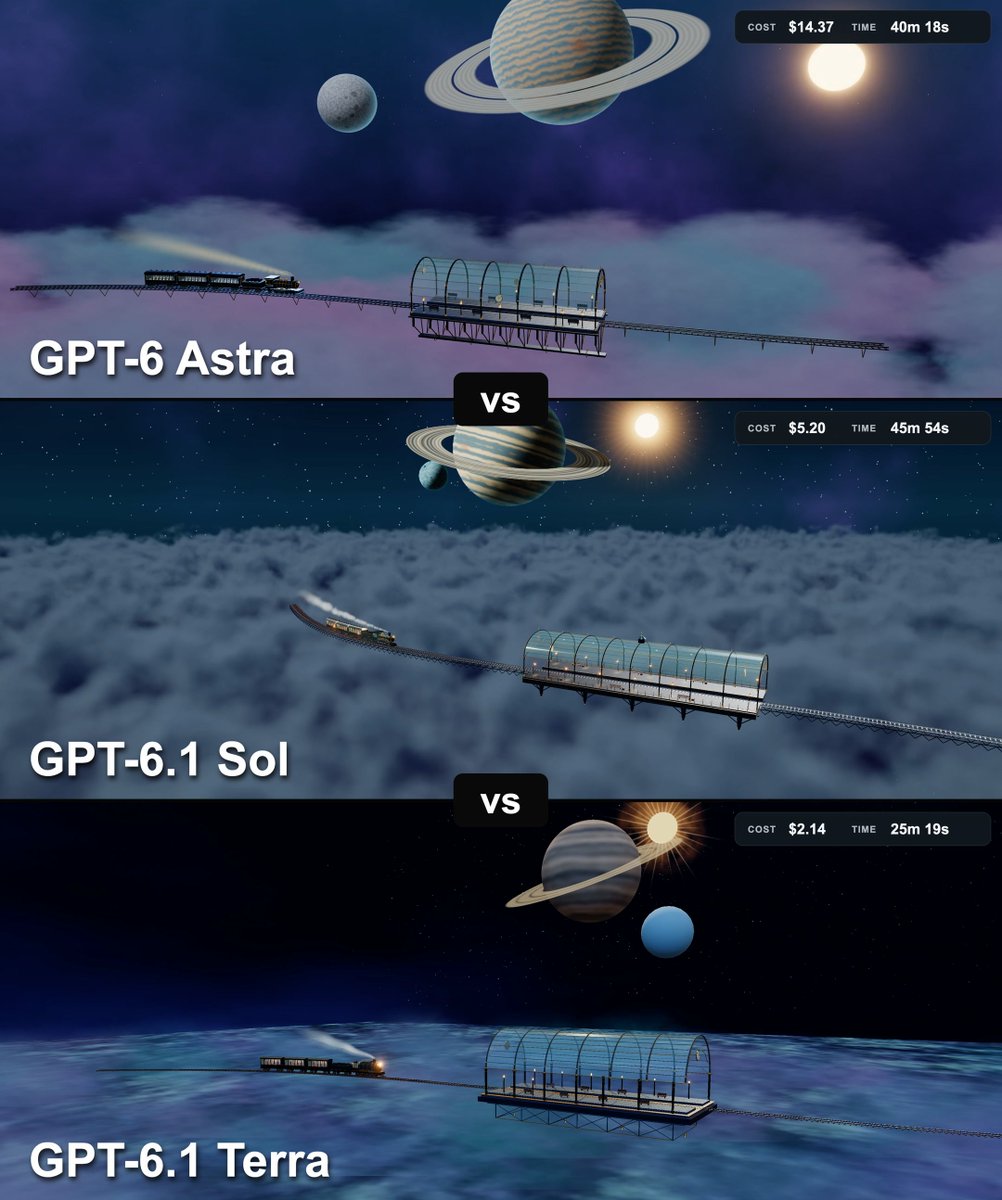 COST $14.37 TIME 40m 18s
GPT-6 Astra
VS
COST $5.20 TIME 45m 54s
GPT-6.1 Sol
VS
COST $2.14 TIME 25m 19s
GPT-6.1 Terra